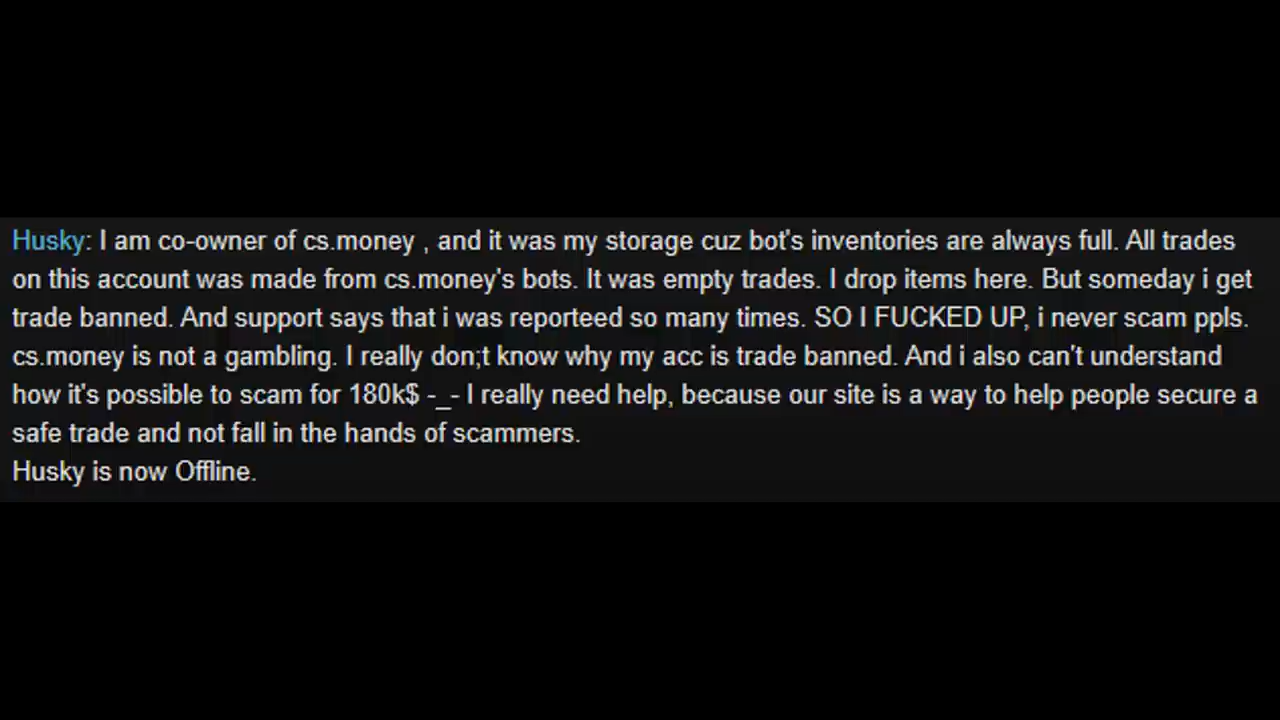 Husky: I am co-owner of cs.money , and it was my storage cuz bot's inventories are always full. All trades
on this account was made from cs.money's bots. It was empty trades. I drop items here. But someday i get
trade banned. And support says that i was reporteed so many times. SO I FUCKED UP, i never scam ppls.
cs.money is not a gambling. I really don;t know why my acc is trade banned. And i also can't understand
how it's possible to scam for 180k$ -_- I really need help, because our site is a way to help people secure a
safe trade and not fall in the hands of scammers.
Husky is now Offline.